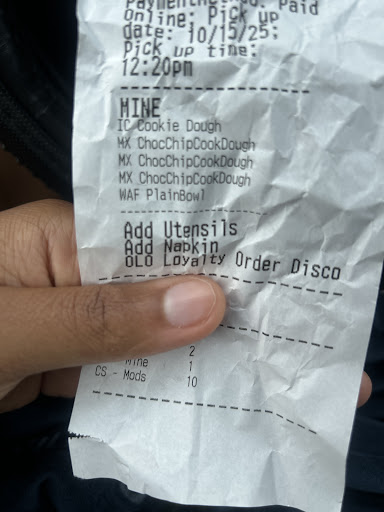 Paid
Online: Pick up
date: 10/15/25:
Pick up time:
12:20pm
MINE
IC Cookie Dough
MX ChocChipCookDough
MX ChocChipCookDough
MX ChocChipCookDough
WAF PlainBowl
Add Utensils
Add Napkin
OLO Loyalty Order Disco
2
Mine 1
CS - Mods 10